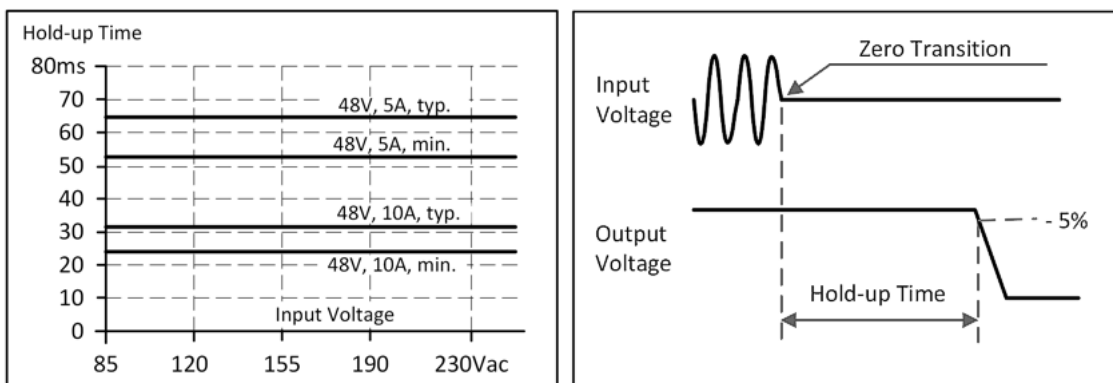 Hold-up Time
80ms
70
60
50
40
30
20
10
0
48V, 5A, typ.
48V, 5A, min.
48V, 10A, typ.
48V, 10A, min.
Input Voltage
85 120 155 190 230Vac
Zero Transition
Input
Voltage
Output
Voltage
- 5%
Hold-up Time